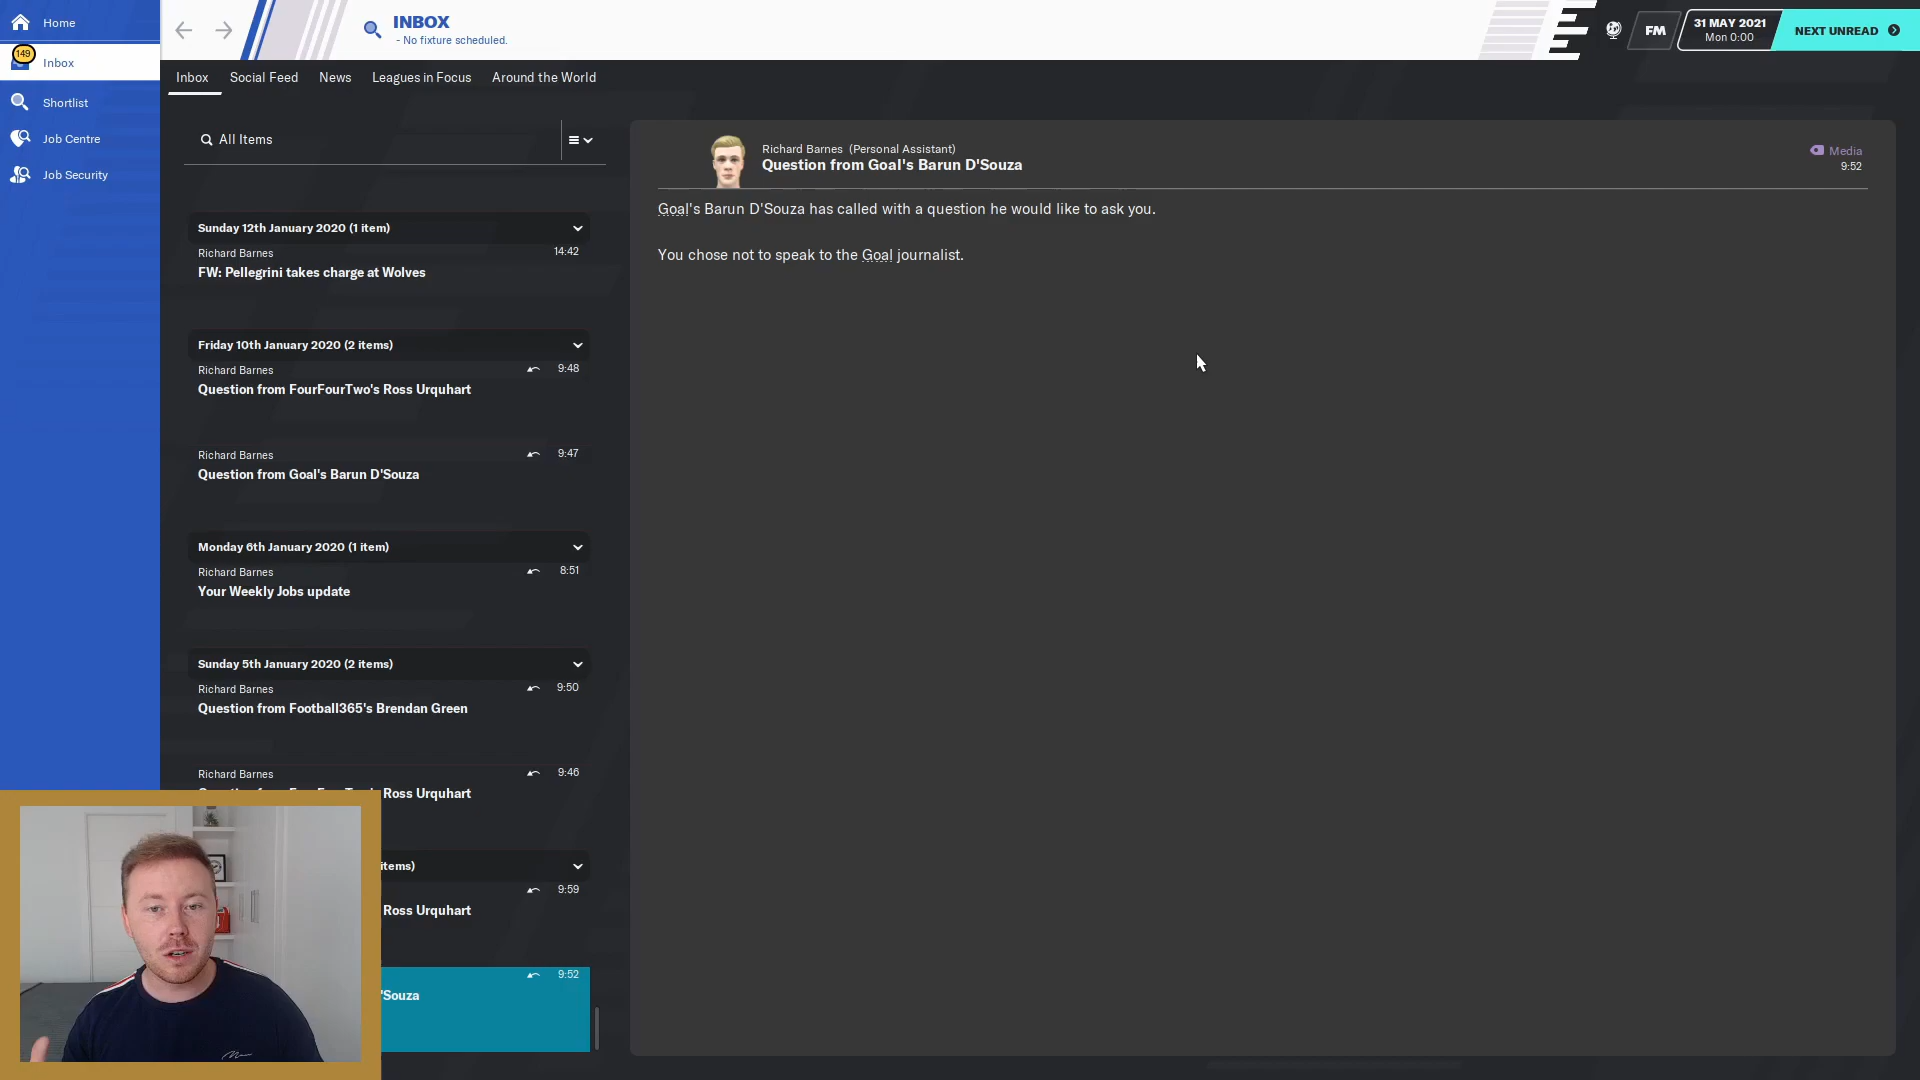 Home
149
Inbox
Shortlist
Job Centre
Job Security
INBOX
- No fixture scheduled.
FM
31 MAY 2021
Mon 0:00
NEXT UNREAD
Inbox
Social Feed
News
Leagues in Focus
Around the World
All Items
Sunday 12th January 2020 (1 item)
Richard Barnes
14:42
FW: Pellegrini takes charge at Wolves
Friday 10th January 2020 (2 items)
Richard Barnes
9:48
Question from FourFourTwo's Ross Urquhart
Richard Barnes
9:47
Question from Goal's Barun D'Souza
Monday 6th January 2020 (1 item)
Richard Barnes
8:51
Your Weekly Jobs update
Sunday 5th January 2020 (2 items)
Richard Barnes
9:50
Question from Football365's Brendan Green
Richard Barnes
9:46
Ross Urquhart
items)
9:59
Ross Urquhart
9:52
'Souza
Richard Barnes (Personal Assistant)
Question from Goal's Barun D'Souza
Media
9:52
Goal's Barun D'Souza has called with a question he would like to ask you.
You chose not to speak to the Goal journalist.